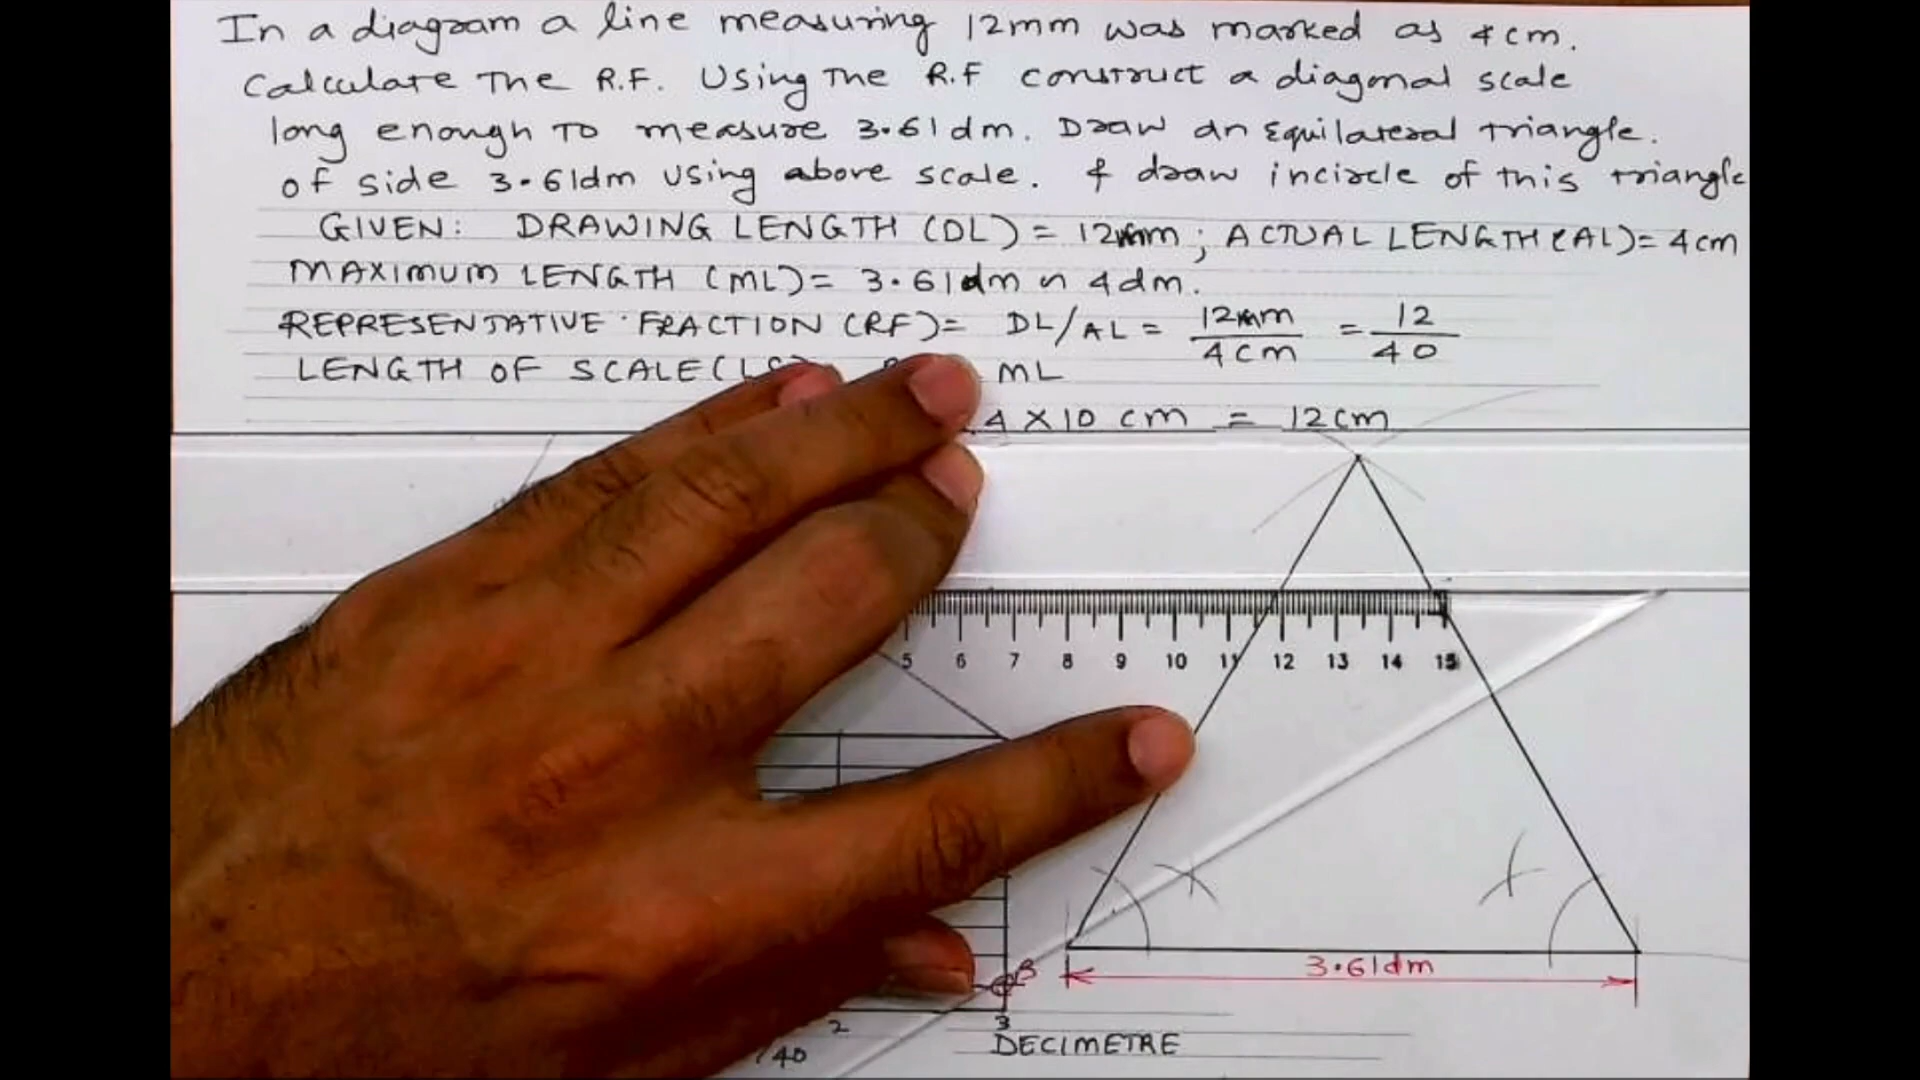 In a diagram a line measuring 12mm was marked as 4cm.
Calculate The R.F. Using The R.F construct a diagonal scale
long enough To measure 3.61dm. Draw an Equilateral triangle.
of side 3.61dm using above scale. & draw incircle of this triangle
GIVEN: DRAWING LENGTH (DL) = 12mm; ACTUAL LENGTH (AL) = 4cm
MAXIMUM LENGTH (ML) = 3.61dm ∽ 4dm.
REPRESENTATIVE FRACTION (RF) = DL/AL = 12mm/4cm = 12/40
LENGTH OF SCALE (LS) ML
4 X 10 cm = 12cm
5 6 7 8 9 10 11 12 13 14 15
B
3.61dm
2 3
DECIMETRE
/40